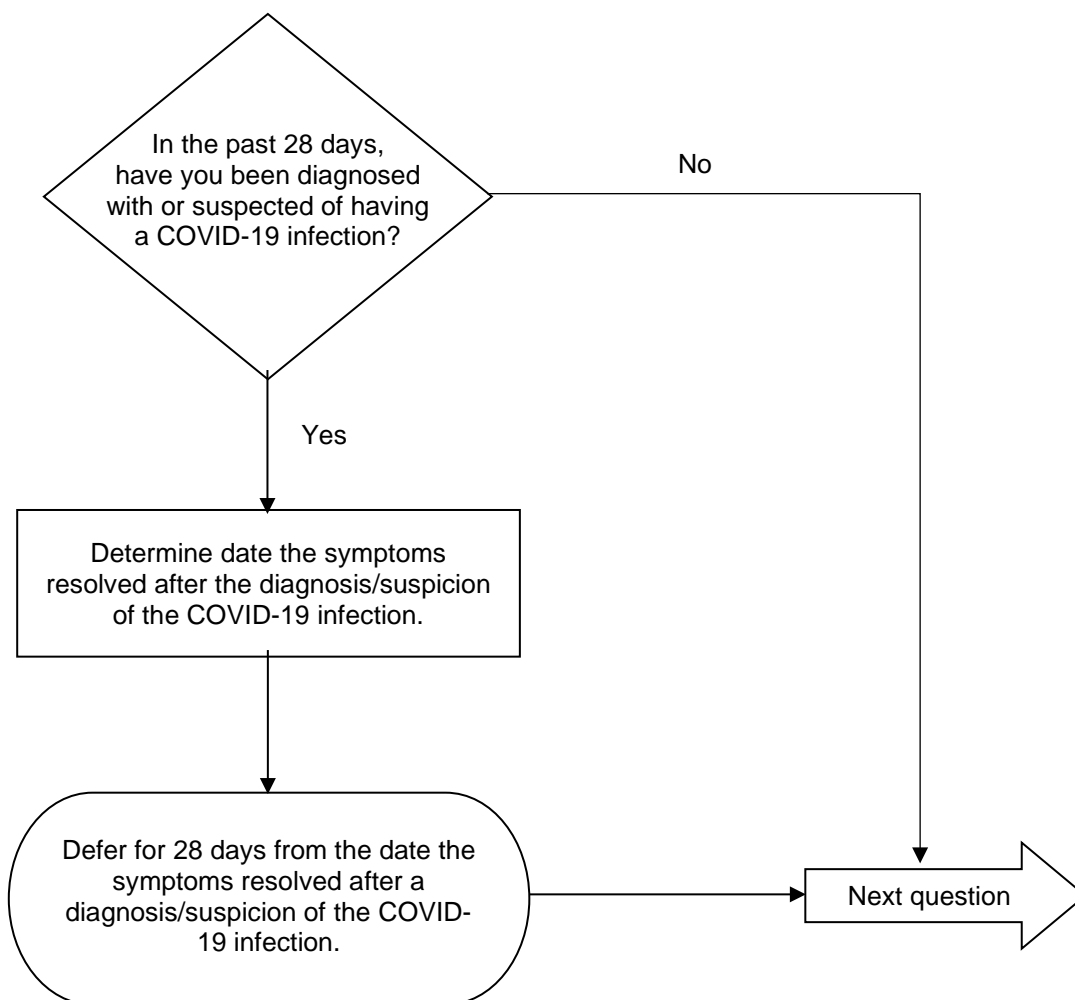 In the past 28 days,
have you been diagnosed
with or suspected of having
a COVID-19 infection?
No
Yes
Determine date the symptoms
resolved after the diagnosis/suspicion
of the COVID-19 infection.
Defer for 28 days from the date the
symptoms resolved after a
diagnosis/suspicion of the COVID-
19 infection.
Next question